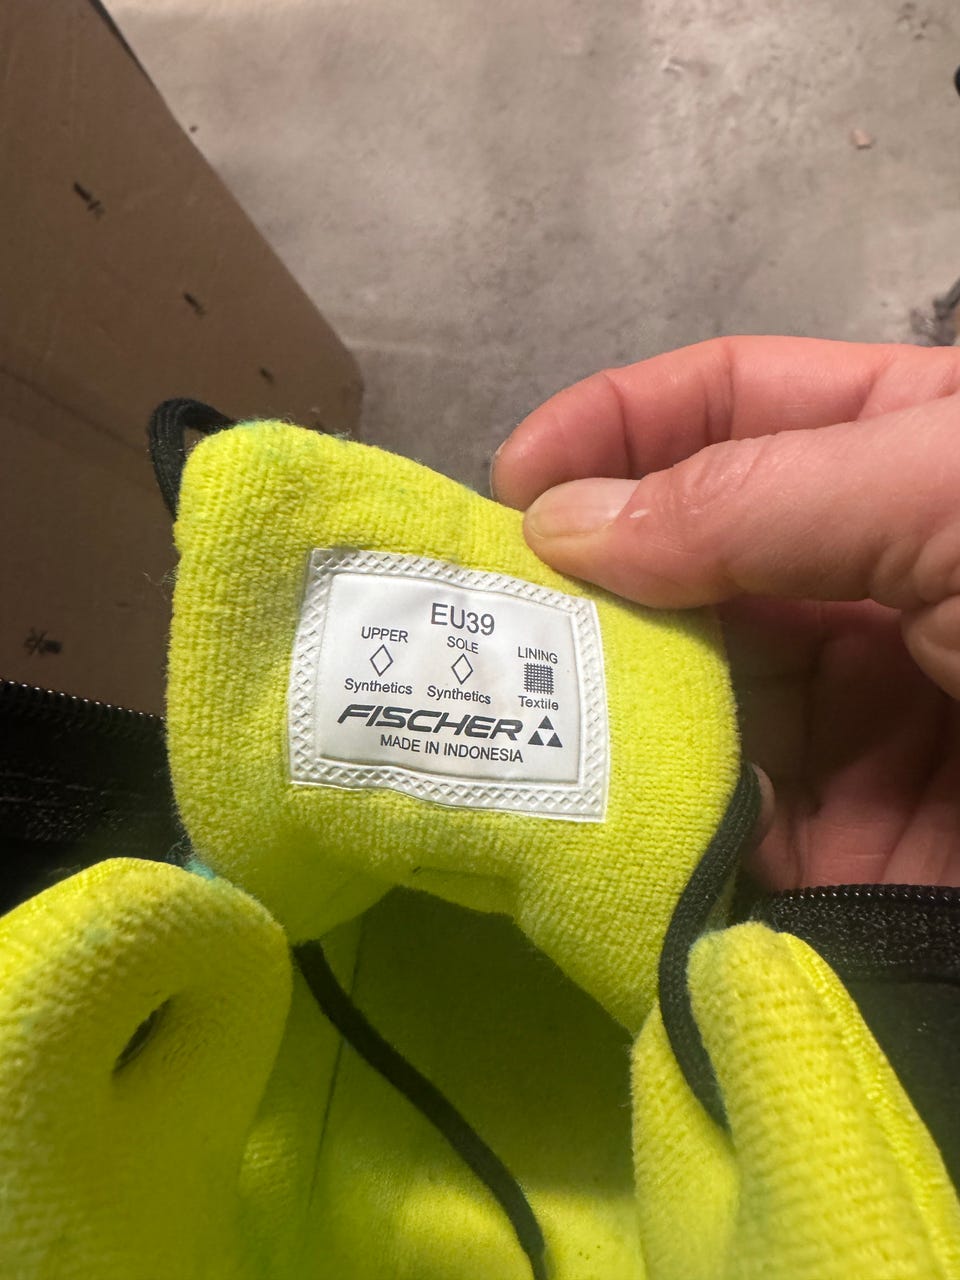 EU39
UPPER SOLE LINING
Synthetics Synthetics Textile
FISCHER
MADE IN INDONESIA